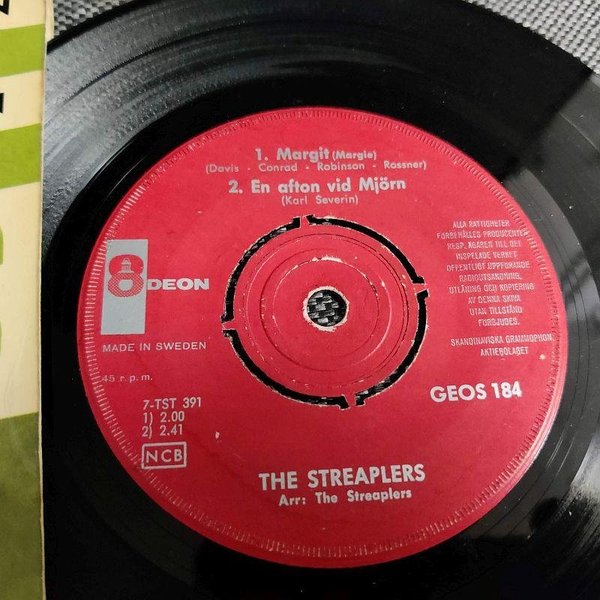 1. Margit (Margie)
(Davis - Conrad - Robinson - Rossner)
2. En afton vid Mjörn
(Karl Severin)
ODEON
MADE IN SWEDEN
45 r.p.m.
7-TST 391
1) 2.00
2) 2.41
NCB
ALLA RÄTTIGHETER
FÖRBEHÅLLES PRODUCENTEN
RESP. ÄGAREN TILL DET
INSPELADE VERKET
OFFENTLIGT UPPFÖRANDE
RADIOUTSÄNDNING,
UTLÅNING OCH KOPIERING
AV DENNA SKIVA
UTAN TILLSTÅND
FÖRBJUDES.
SKANDINAVISKA GRAMMOPHON
AKTIEBOLAGET
GEOS 184
THE STREAPLERS
Arr: The Streaplers